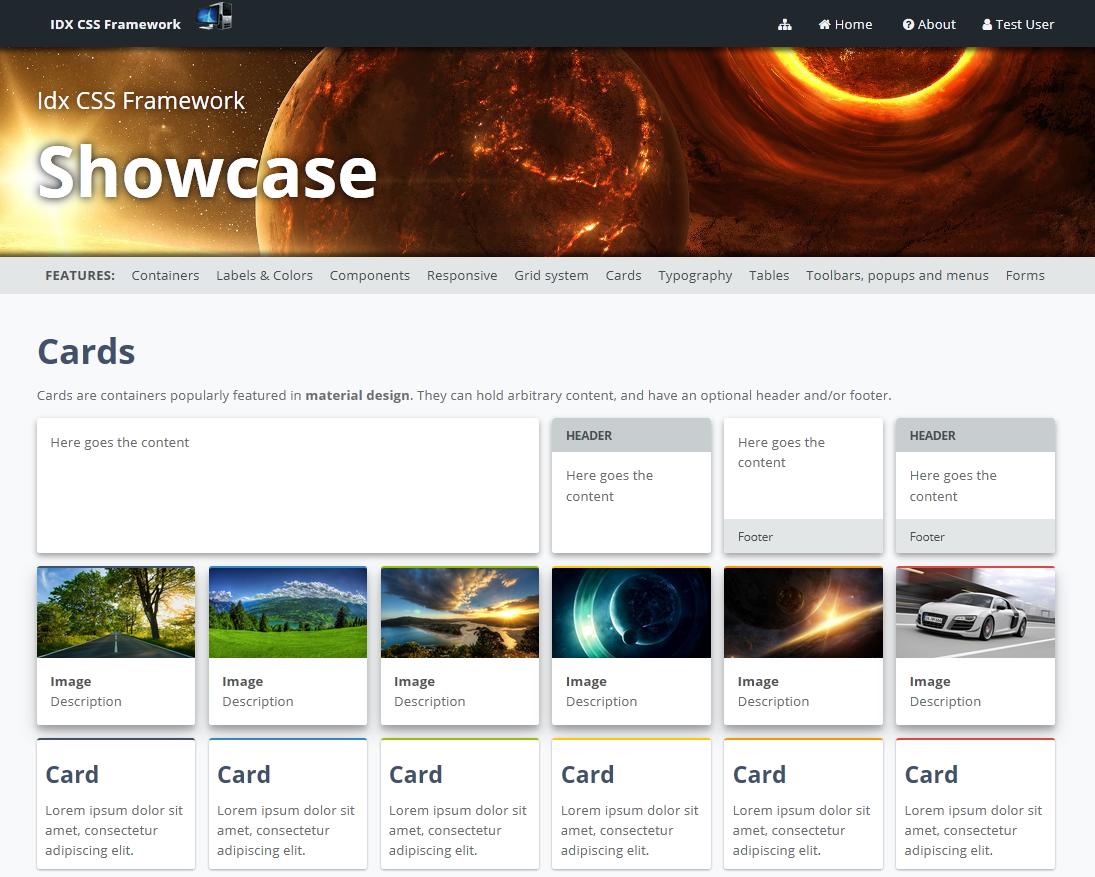 IDX CSS Framework
Home
About
Test User
Idx CSS Framework
Showcase
FEATURES: Containers Labels & Colors Components Responsive Grid system Cards Typography Tables Toolbars, popups and menus Forms
Cards
Cards are containers popularly featured in material design. They can hold arbitrary content, and have an optional header and/or footer.
Here goes the content
HEADER
Here goes the
content
Here goes the
content
Footer
HEADER
Here goes the
content
Footer
Image
Description
Image
Description
Image
Description
Image
Description
Image
Description
Image
Description
Card
Lorem ipsum dolor sit
amet, consectetur
adipiscing elit.
Card
Lorem ipsum dolor sit
amet, consectetur
adipiscing elit.
Card
Lorem ipsum dolor sit
amet, consectetur
adipiscing elit.
Card
Lorem ipsum dolor sit
amet, consectetur
adipiscing elit.
Card
Lorem ipsum dolor sit
amet, consectetur
adipiscing elit.
Card
Lorem ipsum dolor sit
amet, consectetur
adipiscing elit.